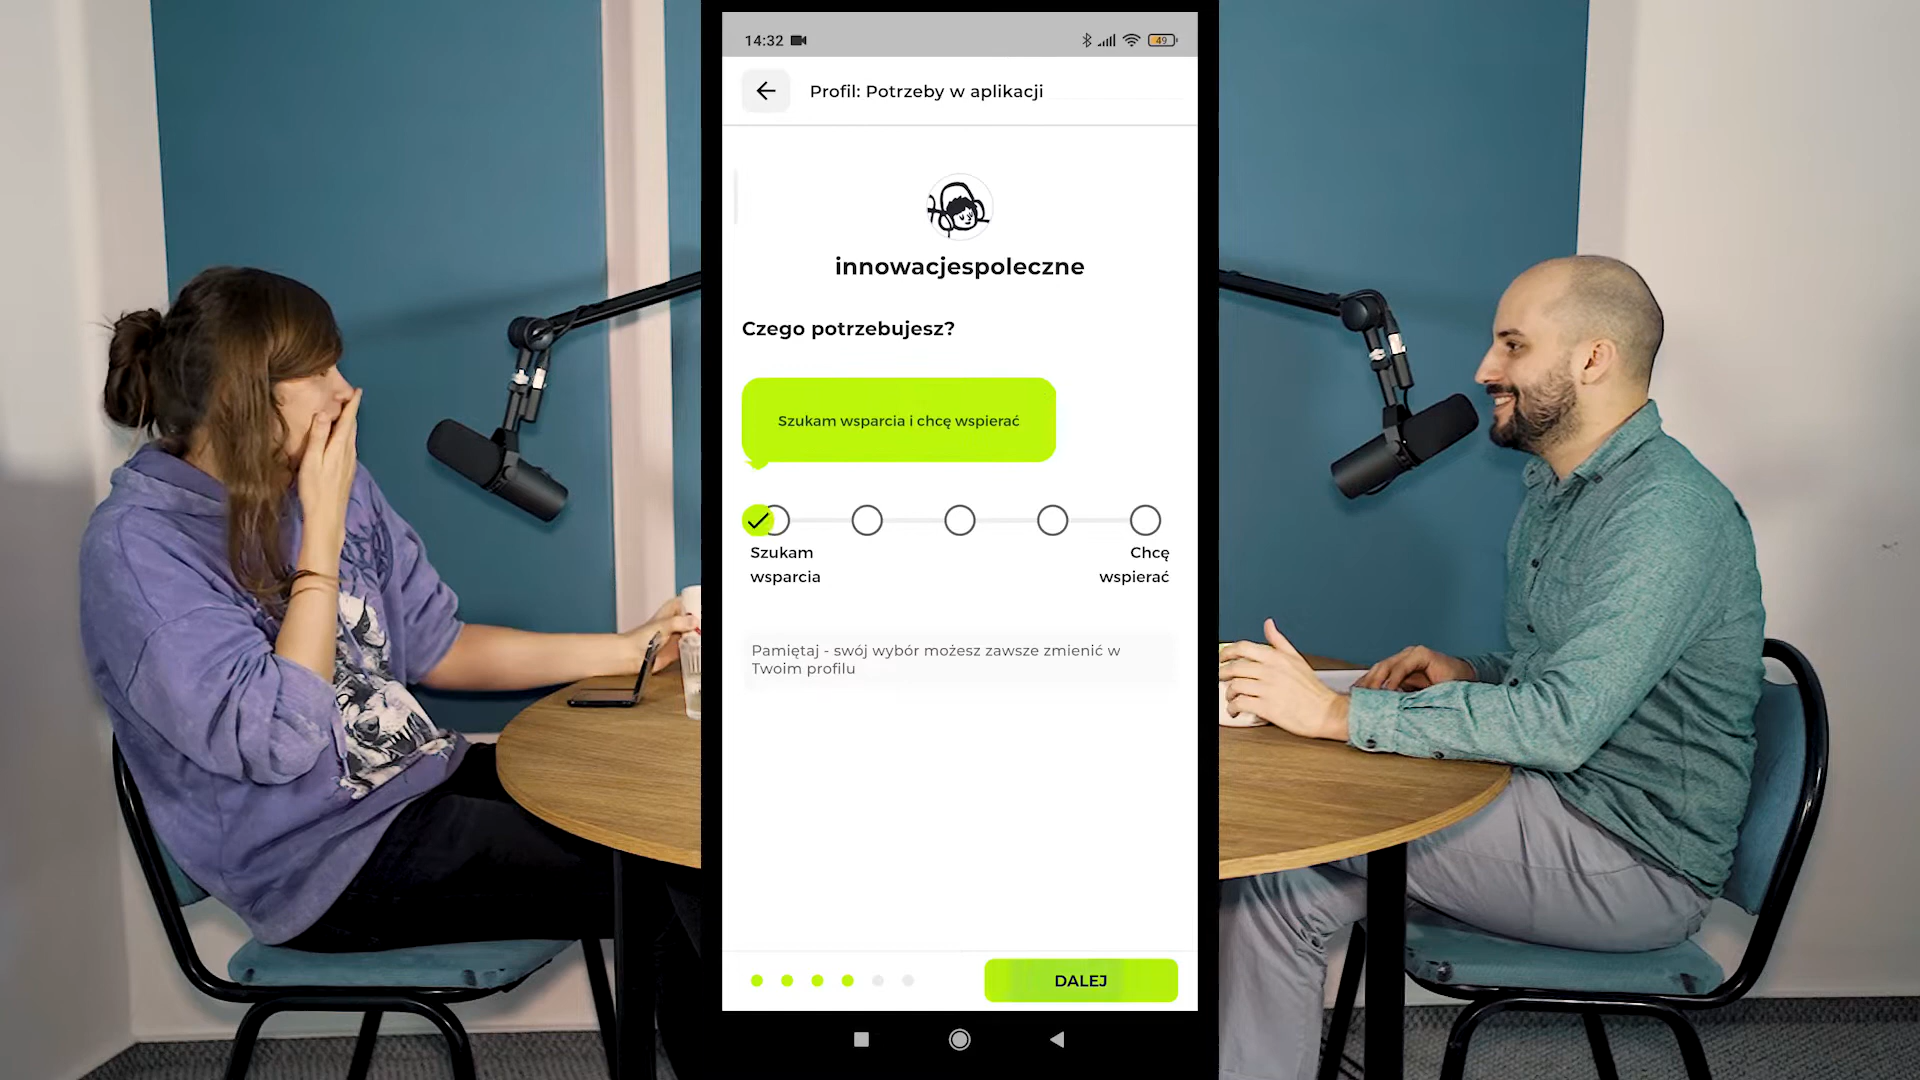 14:32
49
Profil: Potrzeby w aplikacji
innowacjespoleczne
Czego potrzebujesz?
Szukam wsparcia i chcę wspierać
Szukam
wsparcia
Chcę
wspierać
Pamiętaj - swój wybór możesz zawsze zmienić w
Twoim profilu
DALEJ